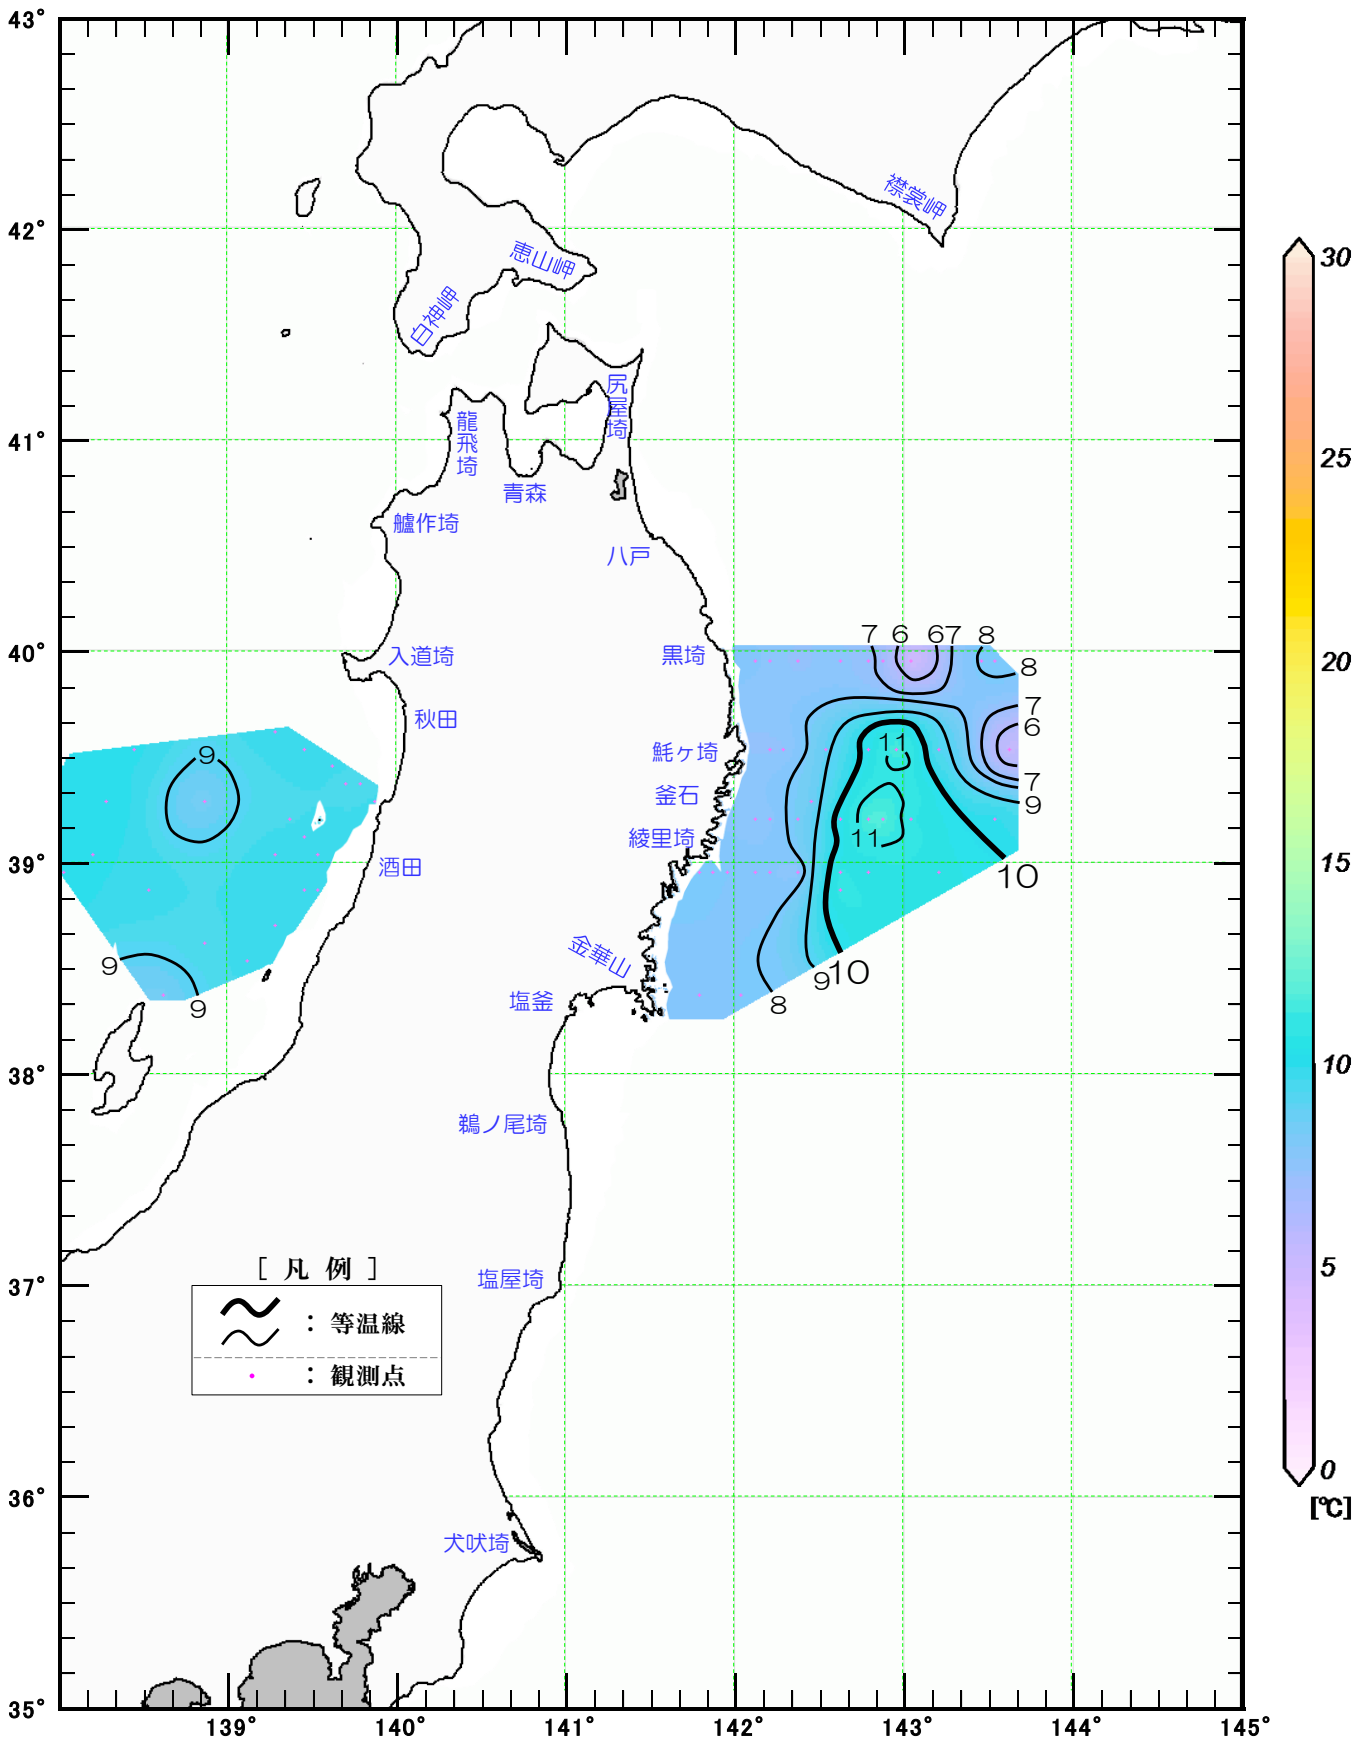 43°
42°
41°
40°
39°
38°
37°
36°
35°
139°
140°
141°
142°
143°
144°
145°
襟裳岬
恵山岬
白神岬
尻屋埼
龍飛埼
青森
艫作埼
八戸
入道埼
黒埼
秋田
魹ヶ埼
釜石
綾里埼
酒田
金華山
塩釜
鵜ノ尾埼
塩屋埼
犬吠埼
7
6
6
7
8
8
7
6
7
9
11
11
10
10
9
8
9
9
9
[ 凡 例 ]
: 等温線
: 観測点
30
25
20
15
10
5
0
[℃]